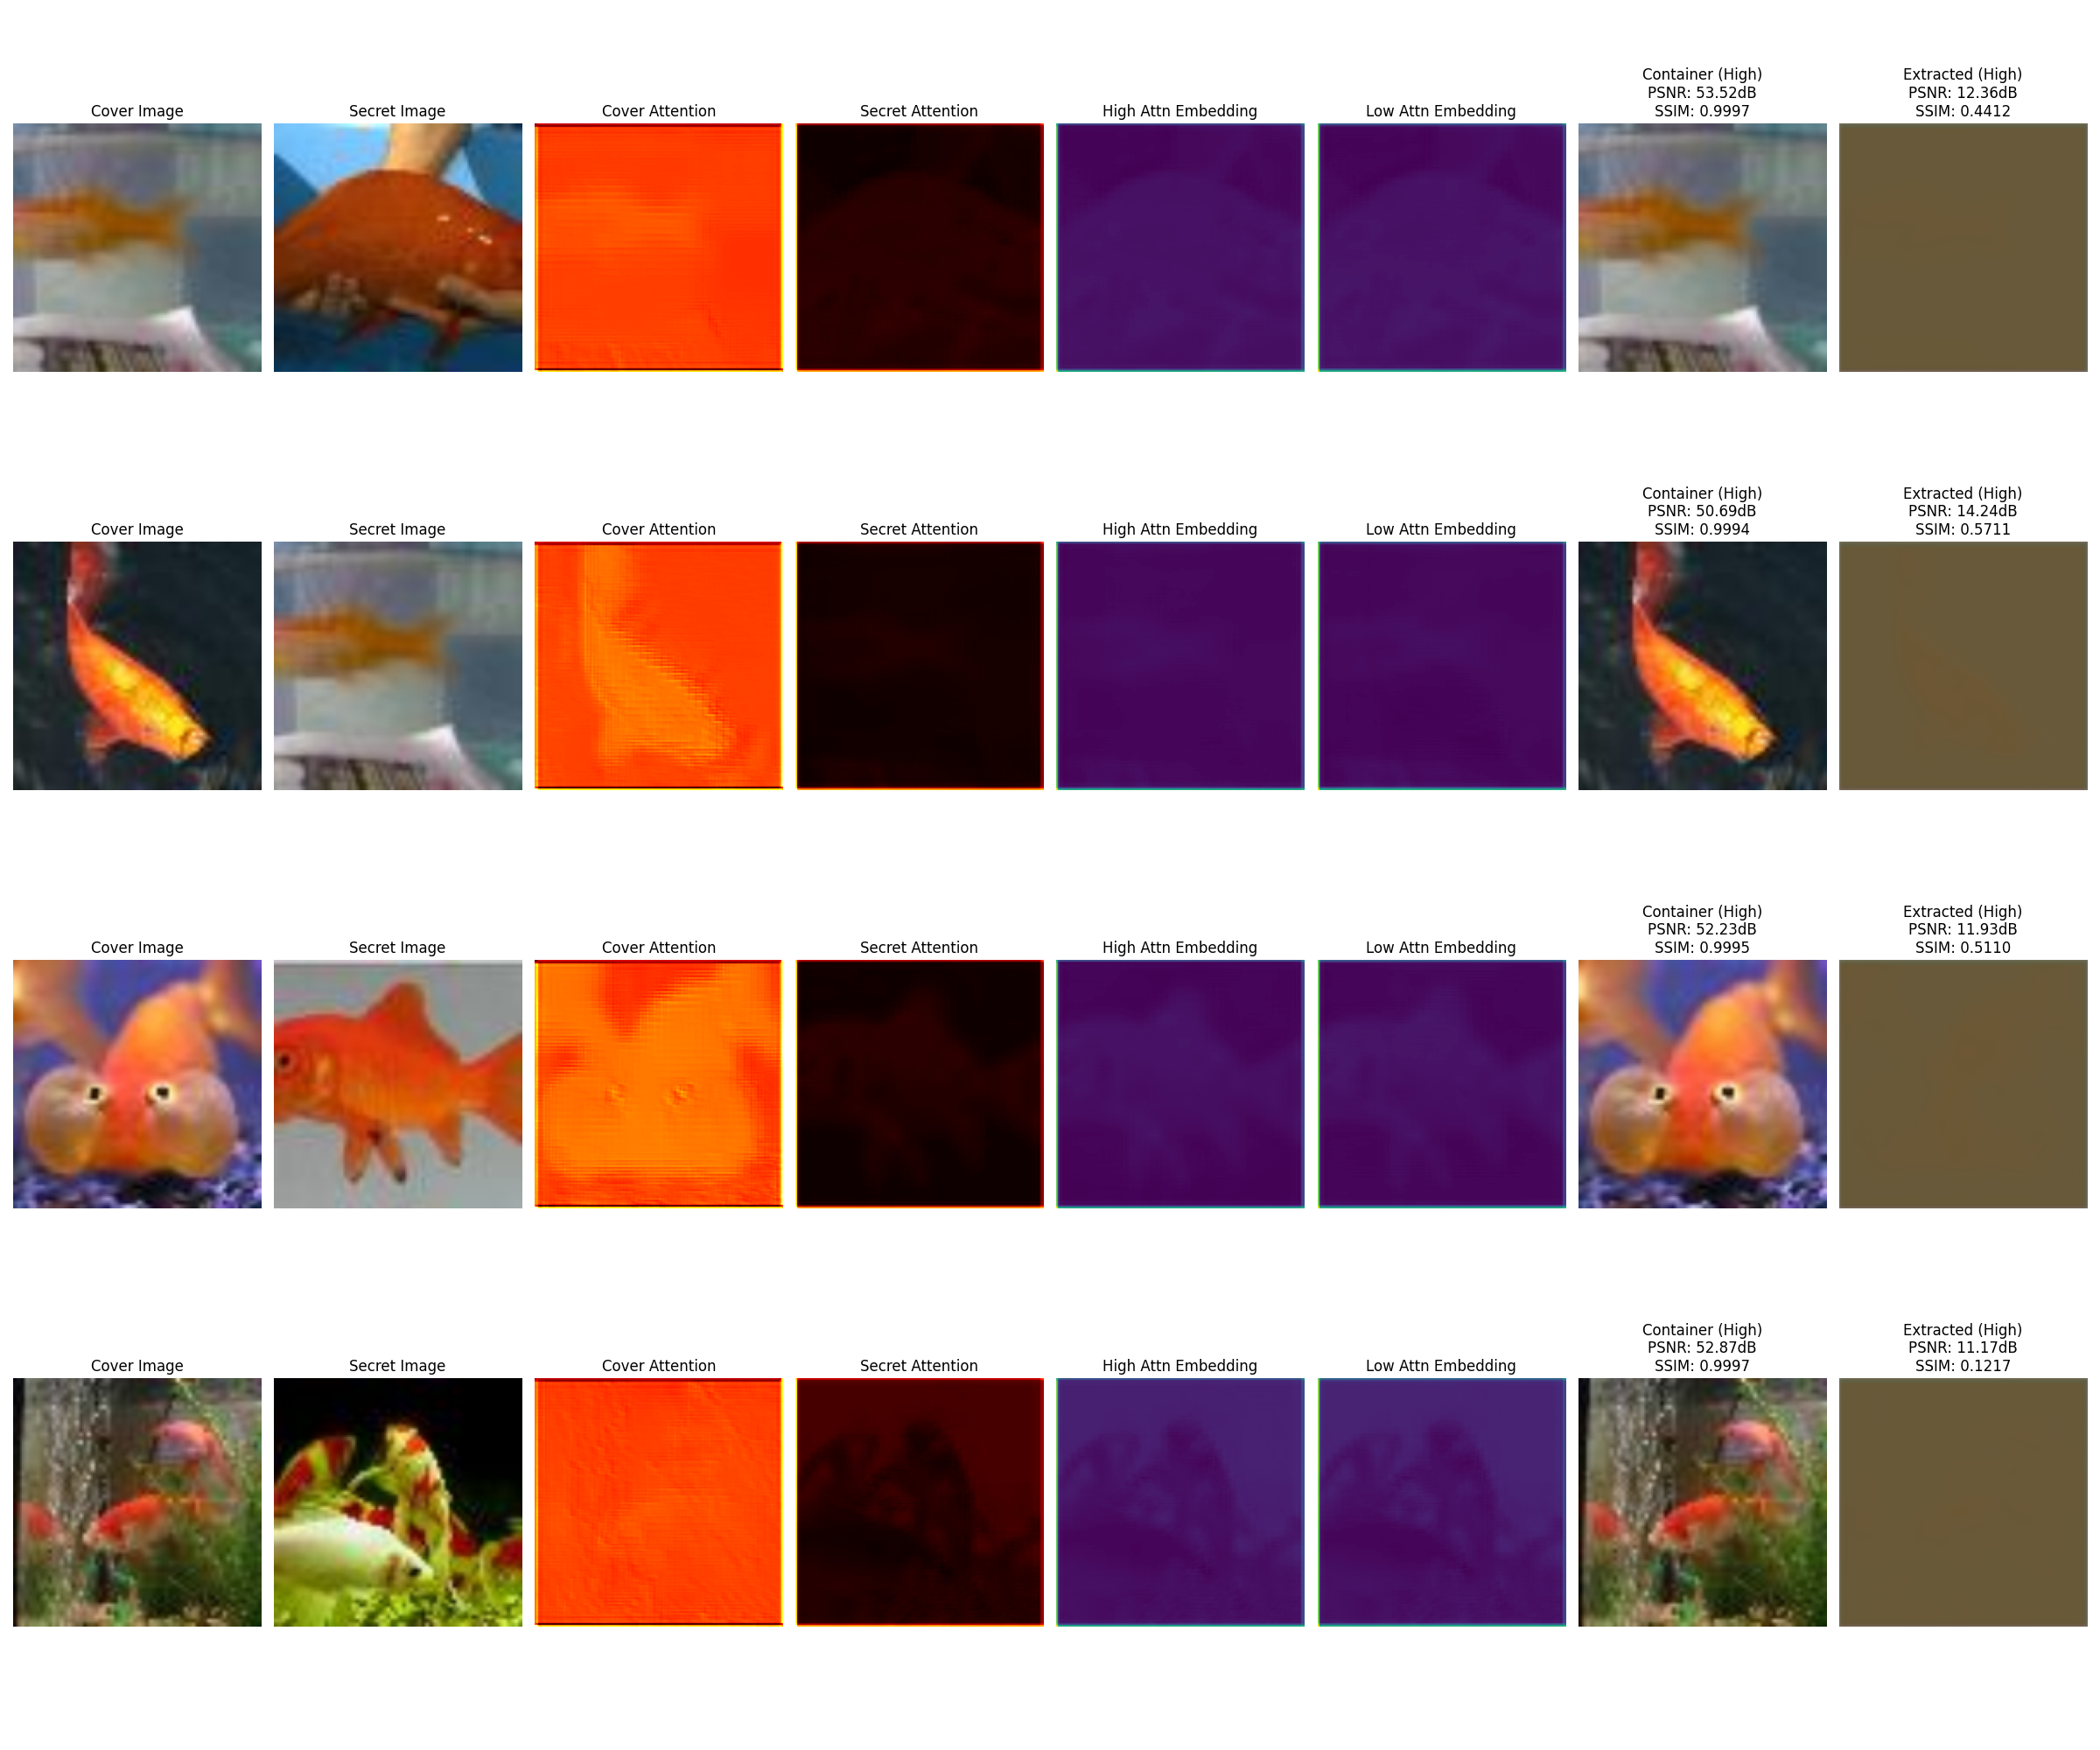 Cover Image
Secret Image
Cover Attention
Secret Attention
High Attn Embedding
Low Attn Embedding
Container (High)
PSNR: 53.52dB
SSIM: 0.9997
Extracted (High)
PSNR: 12.36dB
SSIM: 0.4412
Cover Image
Secret Image
Cover Attention
Secret Attention
High Attn Embedding
Low Attn Embedding
Container (High)
PSNR: 50.69dB
SSIM: 0.9994
Extracted (High)
PSNR: 14.24dB
SSIM: 0.5711
Cover Image
Secret Image
Cover Attention
Secret Attention
High Attn Embedding
Low Attn Embedding
Container (High)
PSNR: 52.23dB
SSIM: 0.9995
Extracted (High)
PSNR: 11.93dB
SSIM: 0.5110
Cover Image
Secret Image
Cover Attention
Secret Attention
High Attn Embedding
Low Attn Embedding
Container (High)
PSNR: 52.87dB
SSIM: 0.9997
Extracted (High)
PSNR: 11.17dB
SSIM: 0.1217